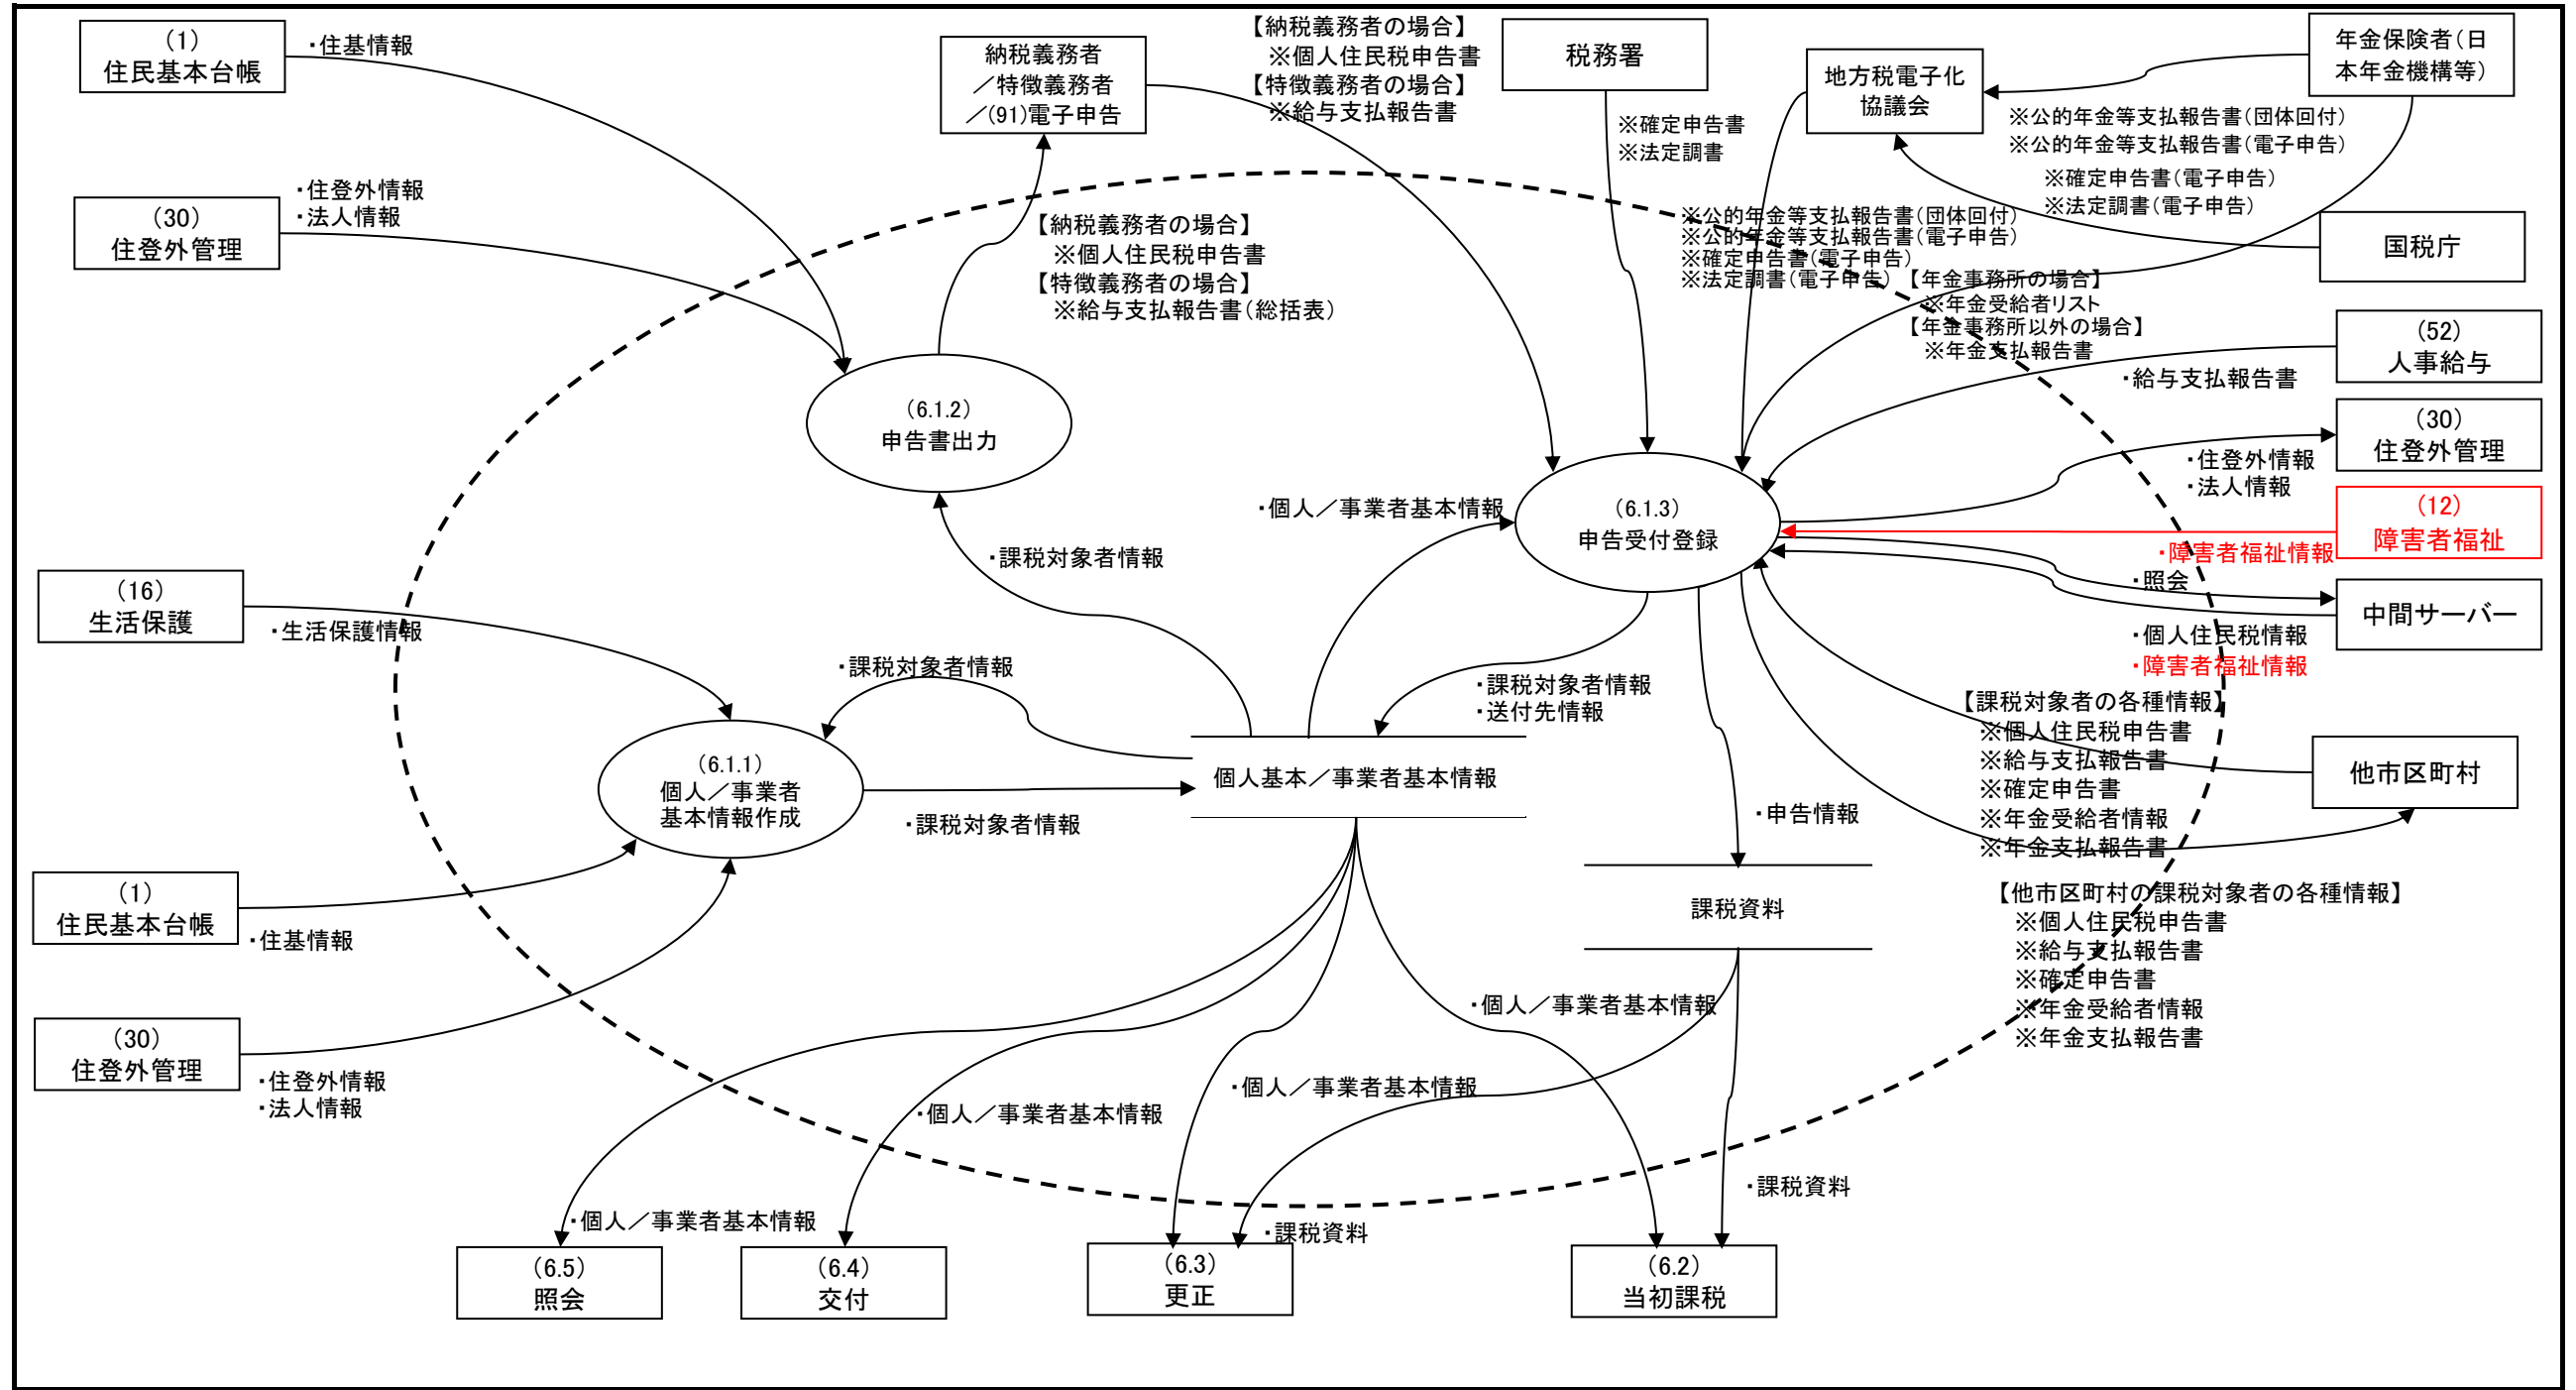 （1）
住民基本台帳
・住基情報
納税義務者
／特徴義務者
／(91)電子申告
【納税義務者の場合】
※個人住民税申告書
【特徴義務者の場合】
※給与支払報告書
税務署
※確定申告書
※法定調書
地方税電子化
協議会
年金保険者（日
本年金機構等）
※公的年金等支払報告書（団体回付）
※公的年金等支払報告書（電子申告）
※確定申告書（電子申告）
※法定調書（電子申告）
国税庁
（30）
住登外管理
・住登外情報
・法人情報
【納税義務者の場合】
※個人住民税申告書
【特徴義務者の場合】
※給与支払報告書（総括表）
※公的年金等支払報告書（団体回付）
※公的年金等支払報告書（電子申告）
※確定申告書（電子申告）
※法定調書（電子申告）
【年金事務所の場合】
※年金受給者リスト
【年金事務所以外の場合】
※年金支払報告書
（52）
人事給与
・給与支払報告書
（30）
住登外管理
・住登外情報
・法人情報
（12）
障害者福祉
・障害者福祉情報
・照会
中間サーバー
・個人住民税情報
・障害者福祉情報
（6.1.2）
申告書出力
・課税対象者情報
・個人／事業者基本情報
（6.1.3）
申告受付登録
（16）
生活保護
・生活保護情報
・課税対象者情報
・課税対象者情報
・送付先情報
（6.1.1）
個人／事業者
基本情報作成
・課税対象者情報
個人基本／事業者基本情報
・申告情報
【課税対象者の各種情報】
※個人住民税申告書
※給与支払報告書
※確定申告書
※年金受給者情報
※年金支払報告書
他市区町村
（1）
住民基本台帳
・住基情報
課税資料
【他市区町村の課税対象者の各種情報】
※個人住民税申告書
※給与支払報告書
※確定申告書
※年金受給者情報
※年金支払報告書
（30）
住登外管理
・住登外情報
・法人情報
・個人／事業者基本情報
・個人／事業者基本情報
・個人／事業者基本情報
・個人／事業者基本情報
・課税資料
・課税資料
（6.5）
照会
（6.4）
交付
（6.3）
更正
（6.2）
当初課税